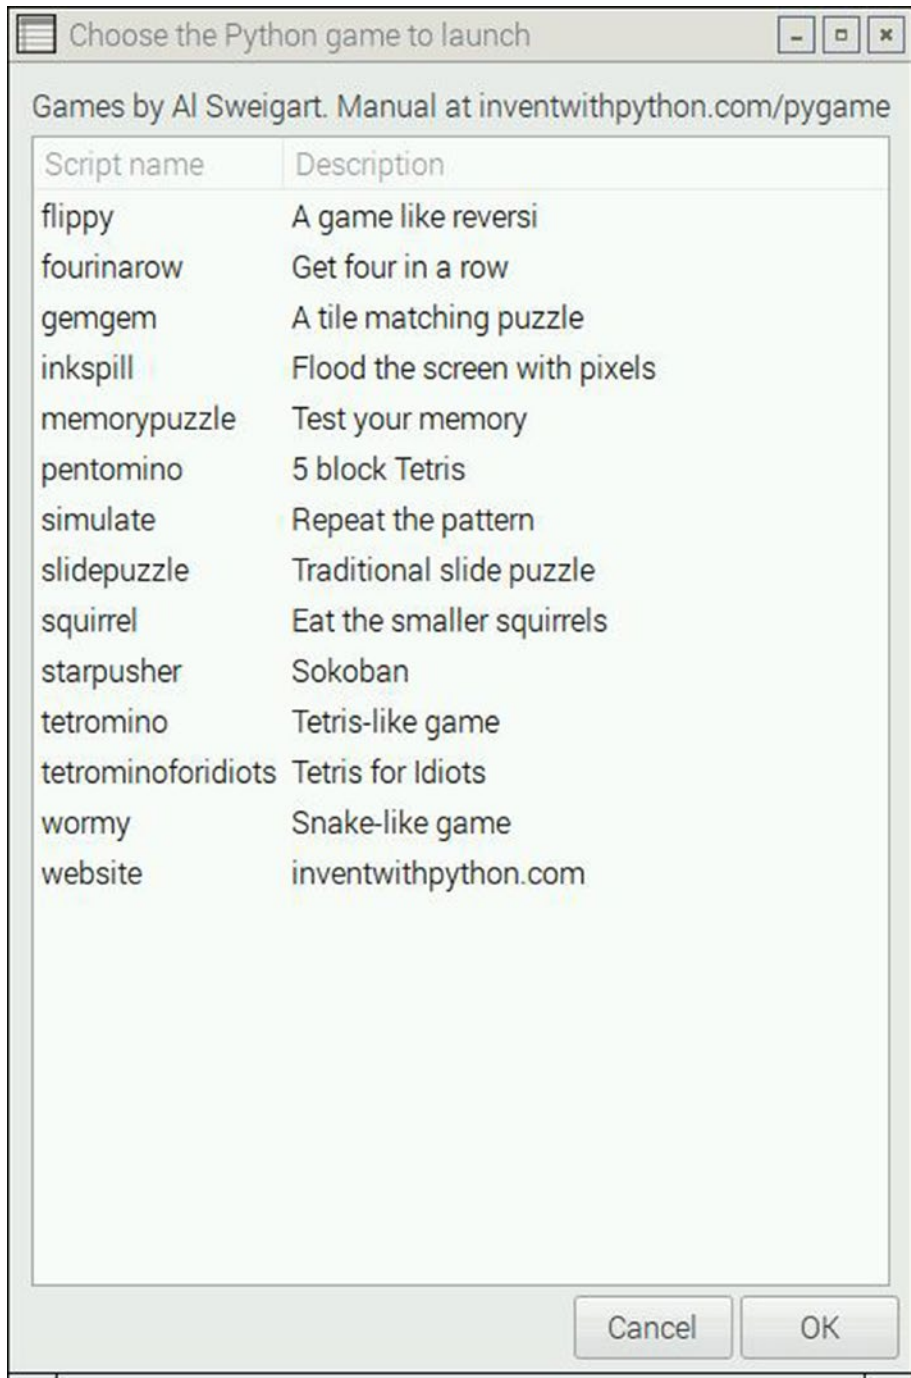 Choose the Python game to launch
Games by Al Sweigart. Manual at inventwithpython.com/pygame
Script name Description
flippy A game like reversi
fourinarow Get four in a row
gemgem A tile matching puzzle
inkspill Flood the screen with pixels
memorypuzzle Test your memory
pentomino 5 block Tetris
simulate Repeat the pattern
slidepuzzle Traditional slide puzzle
squirrel Eat the smaller squirrels
starpusher Sokoban
tetromino Tetris-like game
tetrominoforidiots Tetris for Idiots
wormy Snake-like game
website inventwithpython.com
Cancel OK